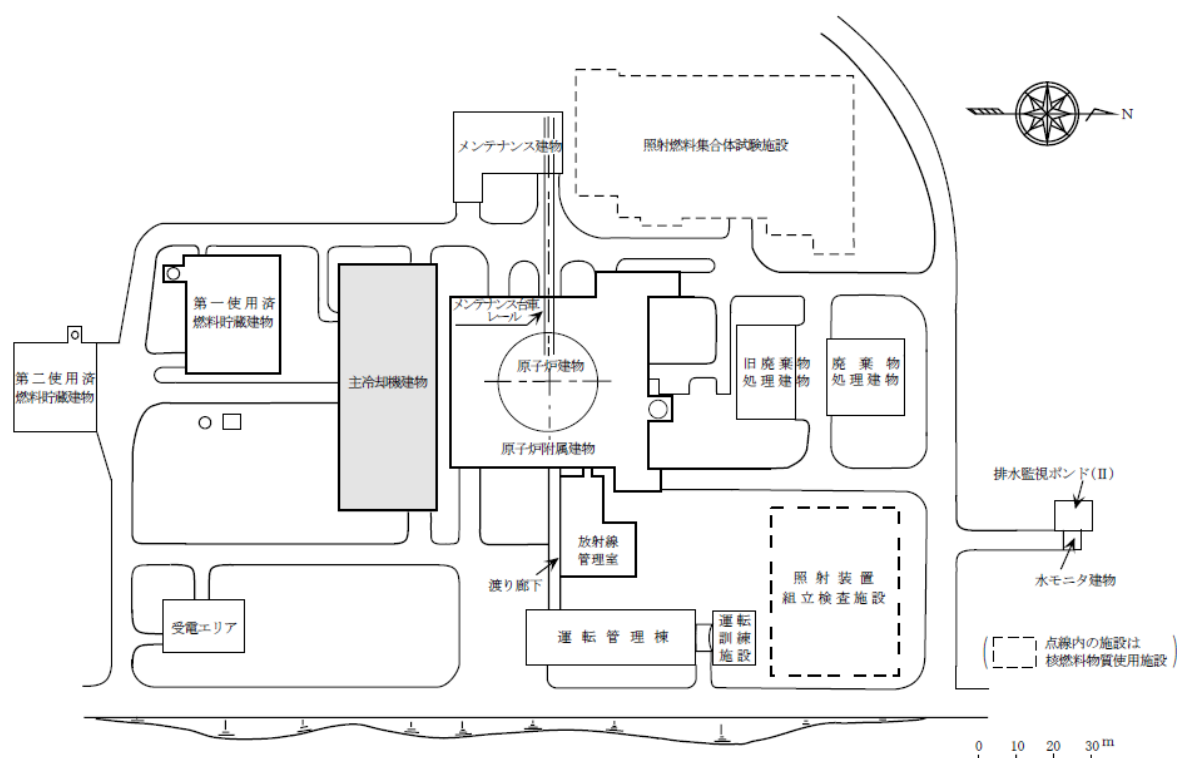 N
メンテナンス建物
照射燃料集合体試験施設
第一使用済
燃料貯蔵建物
メンテナンス台車
レール
第二使用済
燃料貯蔵建物
主冷却機建物
原子炉建物
旧廃棄物
処理建物
廃棄物
処理建物
原子炉附属建物
排水監視ポンド(Ⅱ)
放射線
管理室
渡り廊下
照射装置
組立検査施設
水モニタ建物
受電エリア
運転管理棟
運転
訓練
施設
点線内の施設は
核燃料物質使用施設
0 10 20 30m